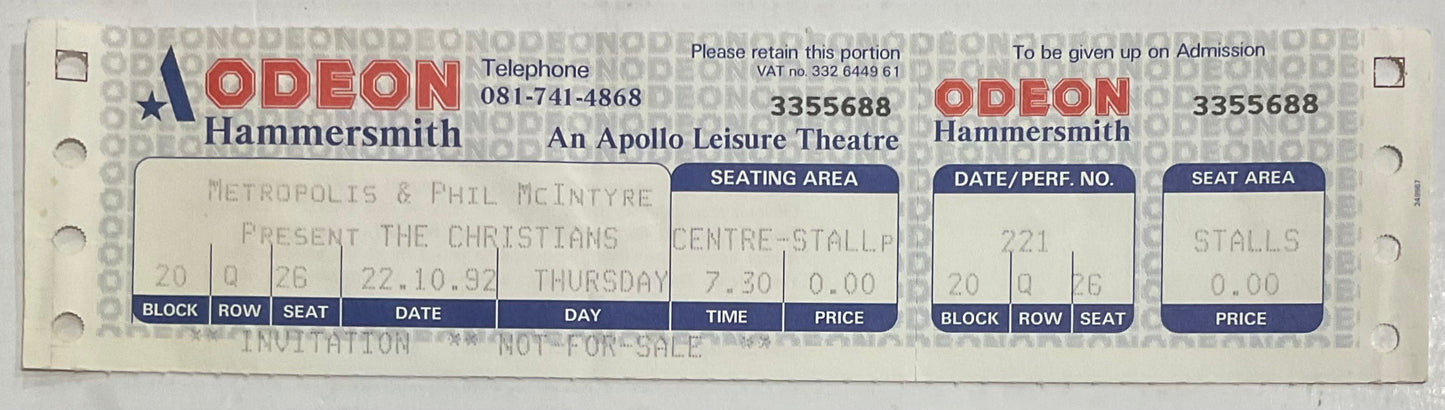 ODEON
Hammersmith
Telephone
081-741-4868
Please retain this portion
VAT no. 332 6449 61
3355688
An Apollo Leisure Theatre
METROPOLIS & PHIL MCINTYRE
PRESENT THE CHRISTIANS
20 Q 26 22.10.92 THURSDAY
BLOCK ROW SEAT DATE DAY
SEATING AREA
CENTRE-STALLP
7.30 0.00
TIME PRICE
** INVITATION ** NOT-FOR-SALE **
To be given up on Admission
ODEON
Hammersmith
3355688
DATE/PERF. NO.
221
20 Q 26
BLOCK ROW SEAT
SEAT AREA
STALLS
0.00
PRICE